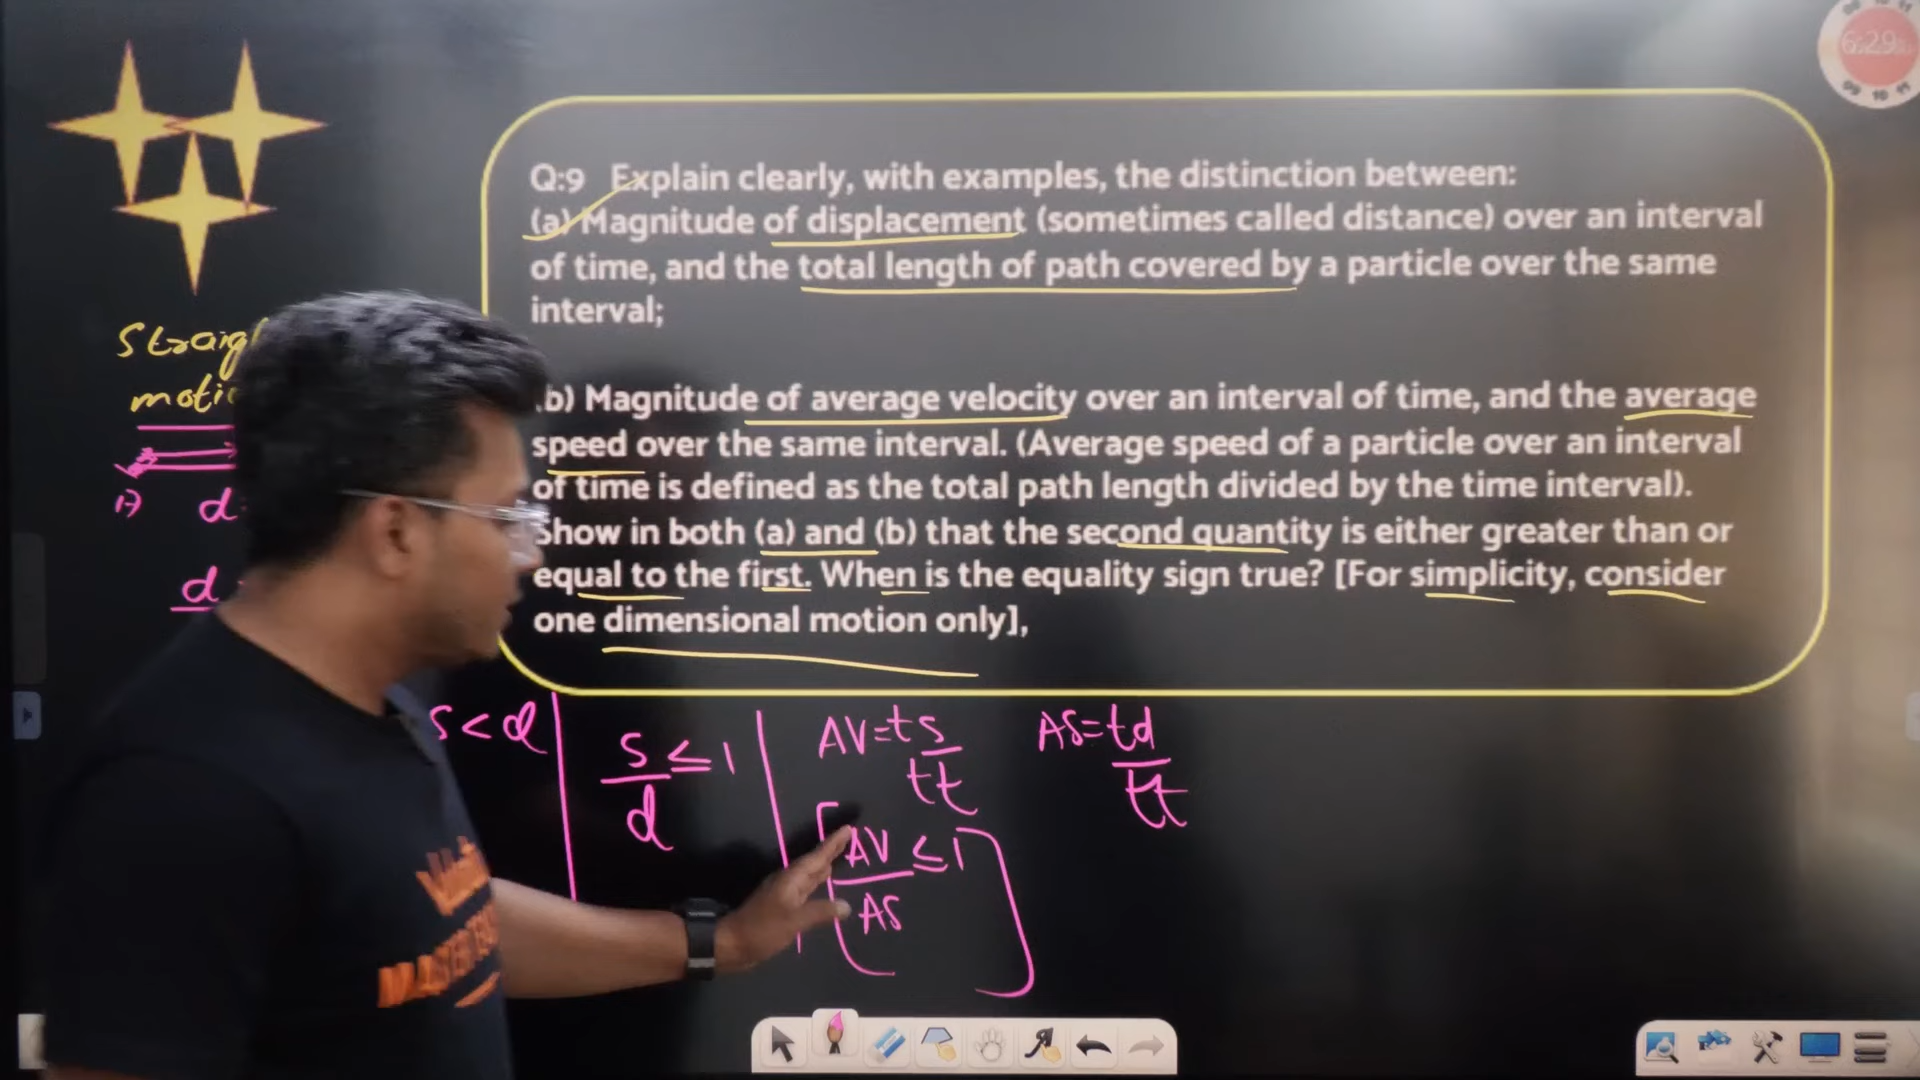 6:29
Q:9 Explain clearly, with examples, the distinction between:
(a) Magnitude of displacement (sometimes called distance) over an interval
of time, and the total length of path covered by a particle over the same
interval;
b) Magnitude of average velocity over an interval of time, and the average
speed over the same interval. (Average speed of a particle over an interval
of time is defined as the total path length divided by the time interval).
Show in both (a) and (b) that the second quantity is either greater than or
equal to the first. When is the equality sign true? [For simplicity, consider
one dimensional motion only],
d
d
s < d
s/d ≤ 1
AV = ts/tt
AS = td/tt
AV/AS ≤ 1